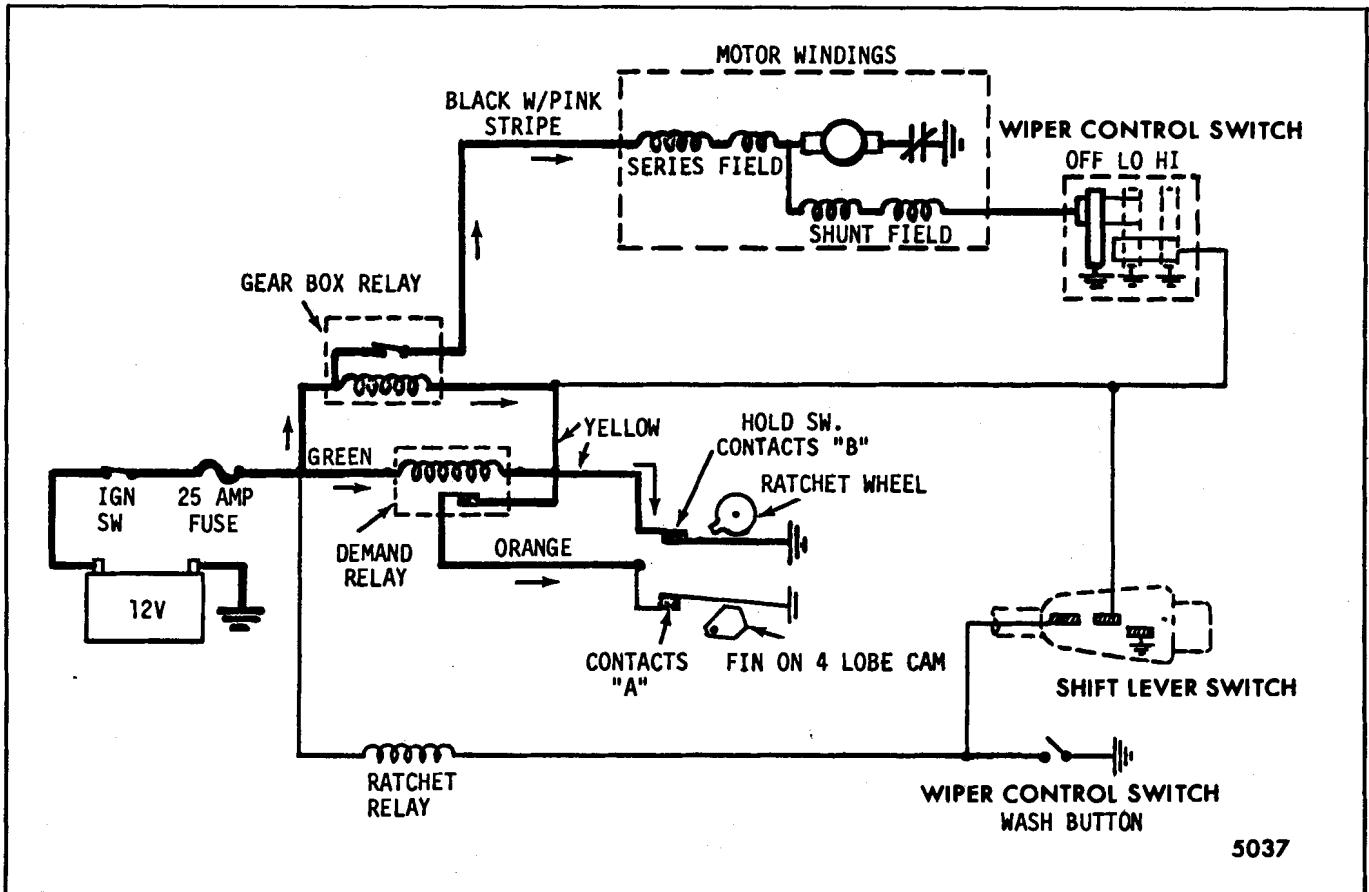 MOTOR WINDINGS
BLACK W/PINK
STRIPE
SERIES FIELD
SHUNT FIELD
WIPER CONTROL SWITCH
OFF LO HI
GEAR BOX RELAY
GREEN
YELLOW
HOLD SW.
CONTACTS "B"
RATCHET WHEEL
IGN
SW
25 AMP
FUSE
DEMAND
RELAY
ORANGE
12V
CONTACTS
"A"
FIN ON 4 LOBE CAM
SHIFT LEVER SWITCH
RATCHET
RELAY
WIPER CONTROL SWITCH
WASH BUTTON
5037